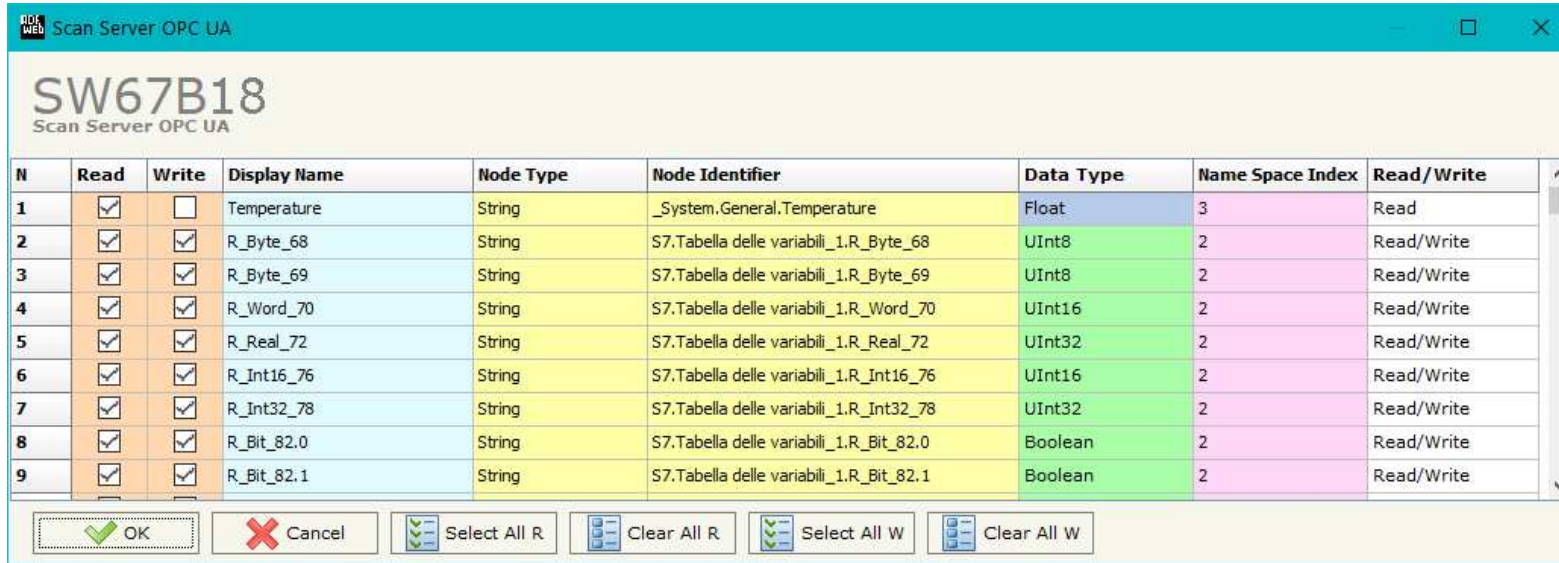 ADF WEB Scan Server OPC UA
SW67B18
Scan Server OPC UA
N Read Write Display Name Node Type Node Identifier Data Type Name Space Index Read/Write
1 Temperature String _System.General.Temperature Float 3 Read
2 R_Byte_68 String S7.Tabella delle variabili_1.R_Byte_68 UInt8 2 Read/Write
3 R_Byte_69 String S7.Tabella delle variabili_1.R_Byte_69 UInt8 2 Read/Write
4 R_Word_70 String S7.Tabella delle variabili_1.R_Word_70 UInt16 2 Read/Write
5 R_Real_72 String S7.Tabella delle variabili_1.R_Real_72 UInt32 2 Read/Write
6 R_Int16_76 String S7.Tabella delle variabili_1.R_Int16_76 UInt16 2 Read/Write
7 R_Int32_78 String S7.Tabella delle variabili_1.R_Int32_78 UInt32 2 Read/Write
8 R_Bit_82.0 String S7.Tabella delle variabili_1.R_Bit_82.0 Boolean 2 Read/Write
9 R_Bit_82.1 String S7.Tabella delle variabili_1.R_Bit_82.1 Boolean 2 Read/Write
OK Cancel Select All R Clear All R Select All W Clear All W